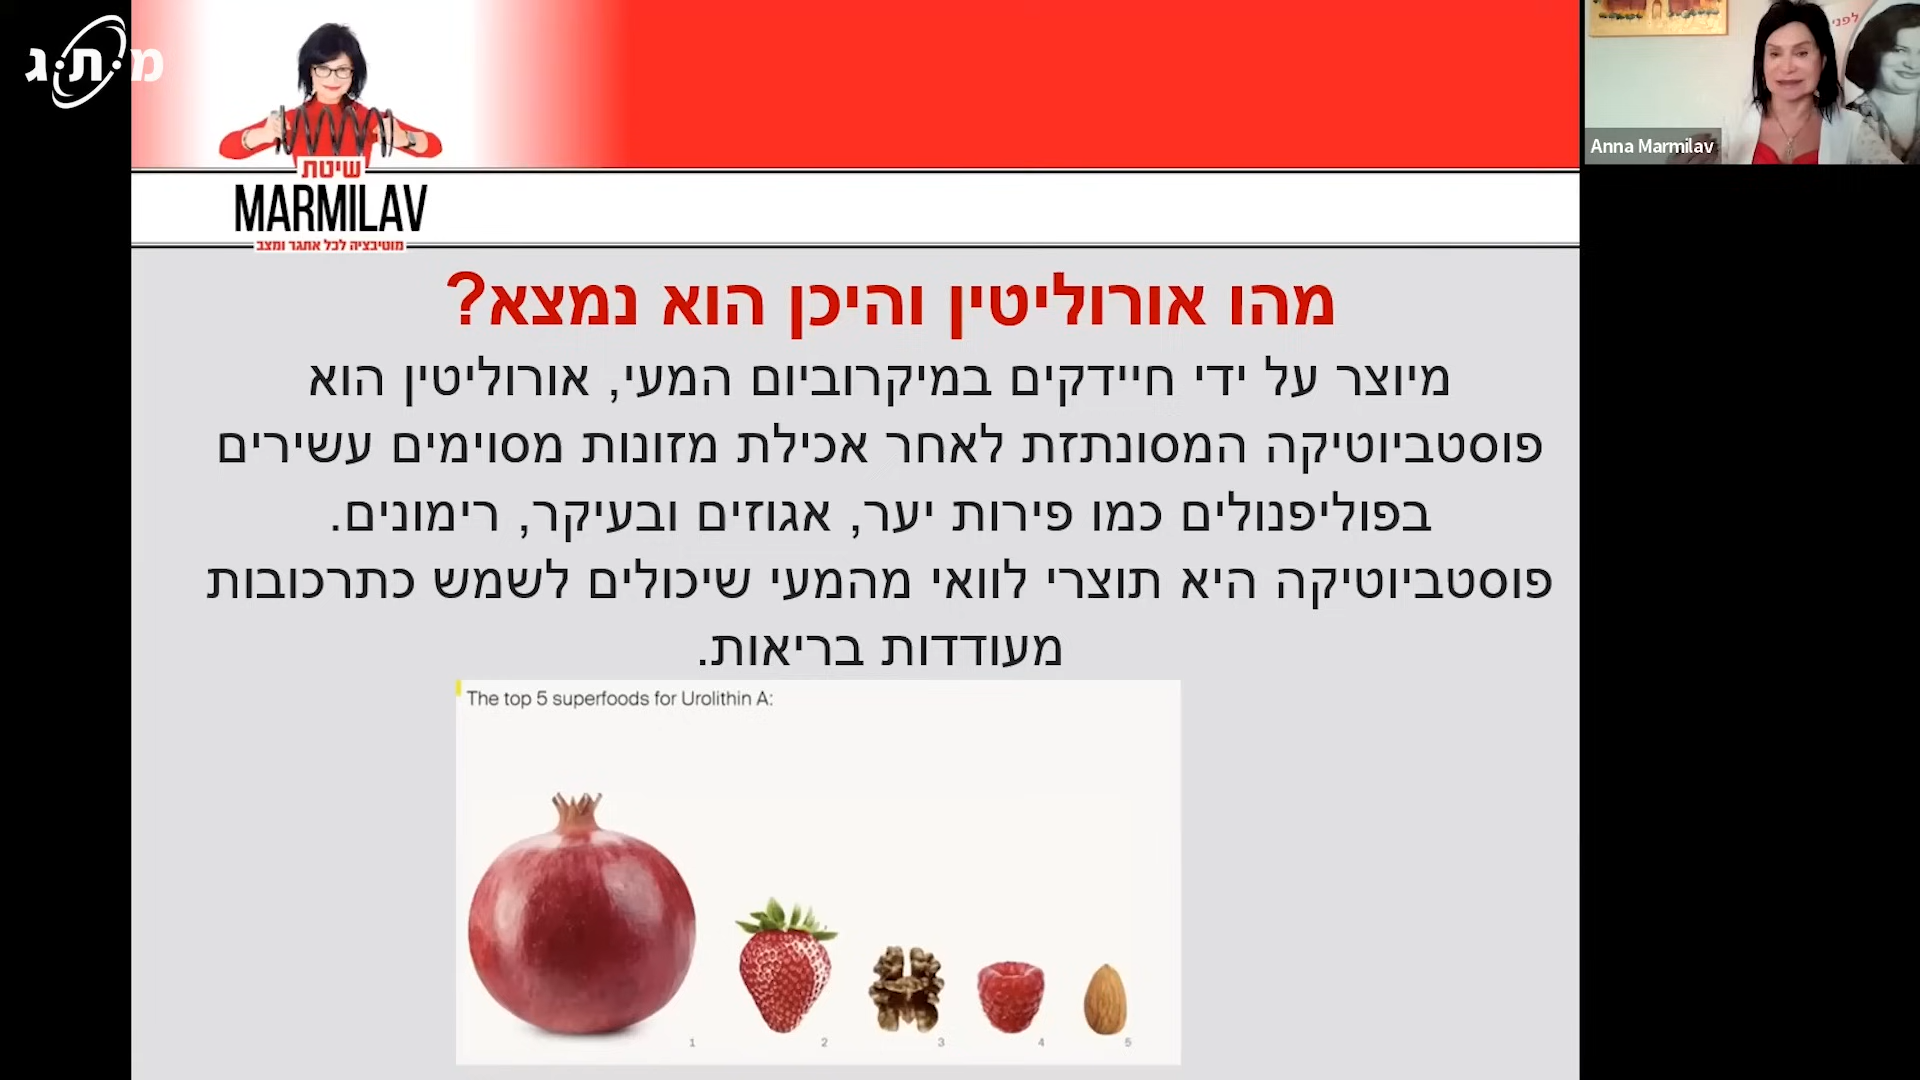 מ.ת.ג
לפני
Anna Marmilav
שיטת
MARMILAV
מוטיבציה לכל אתגר ומצב
מהו אורוליטין והיכן הוא נמצא?
מיוצר על ידי חיידקים במיקרוביום המעי, אורוליטין הוא
פוסטביוטיקה המסונתזת לאחר אכילת מזונות מסוימים עשירים
בפוליפנולים כמו פירות יער, אגוזים ובעיקר, רימונים.
פוסטביוטיקה היא תוצרי לוואי מהמעי שיכולים לשמש כתרכובות
מעודדות בריאות.
The top 5 superfoods for Urolithin A:
1 2 3 4 5